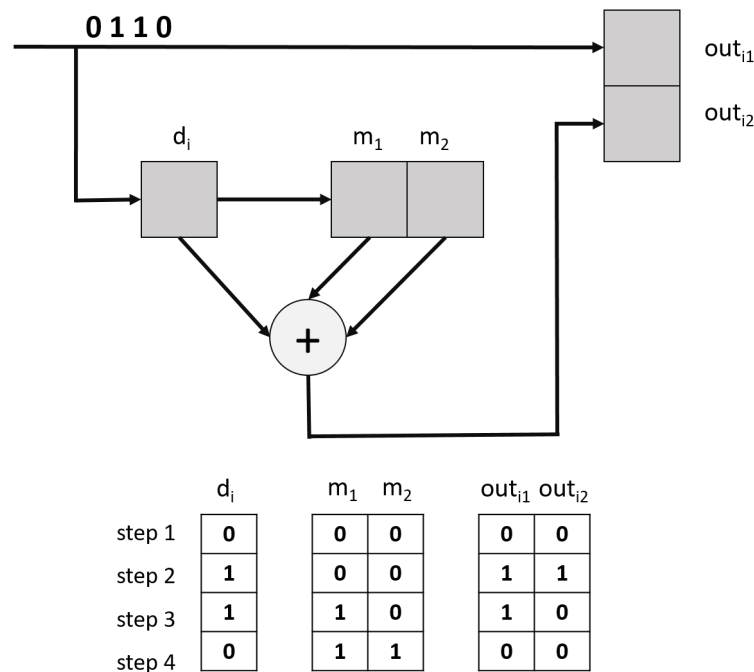 0 1 1 0
out_i1
out_i2
d_i m_1 m_2
+
d_i m_1 m_2 out_i1 out_i2
step 1 0 0 0 0 0
step 2 1 0 0 1 1
step 3 1 1 0 1 0
step 4 0 1 1 0 0